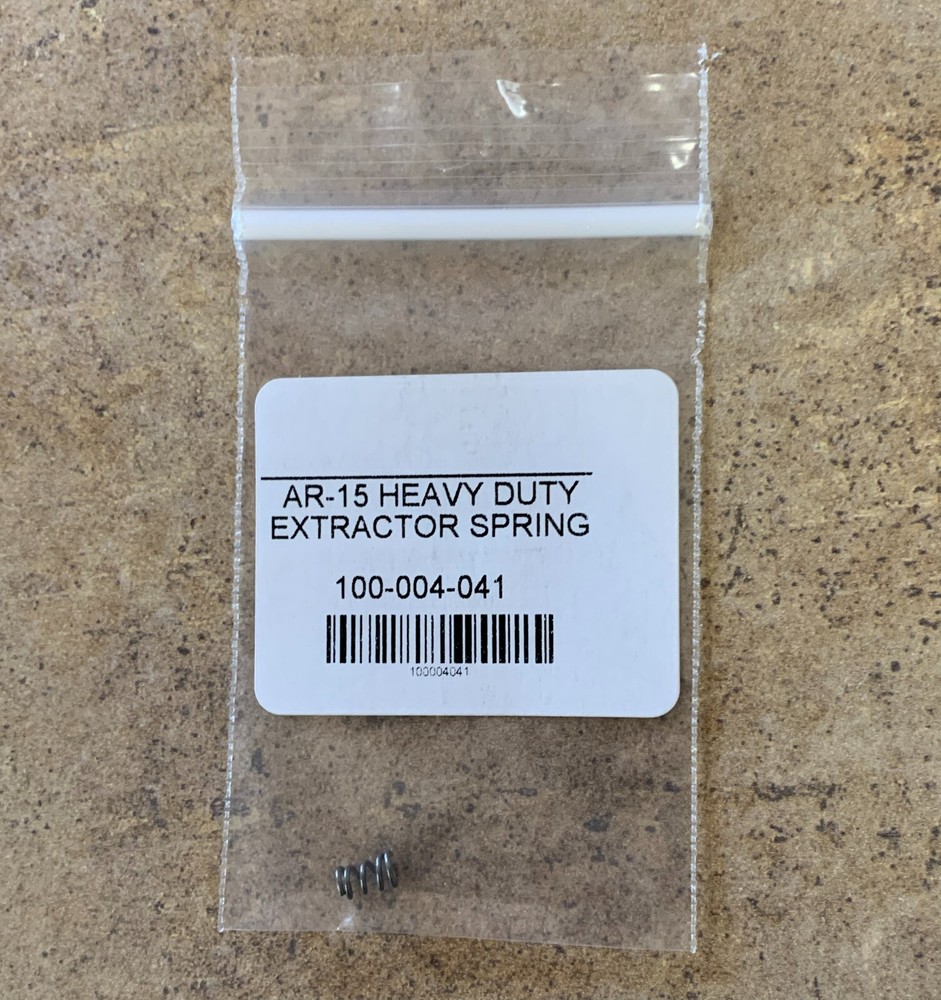 AR-15 HEAVY DUTY
EXTRACTOR SPRING
100-004-041
100004041